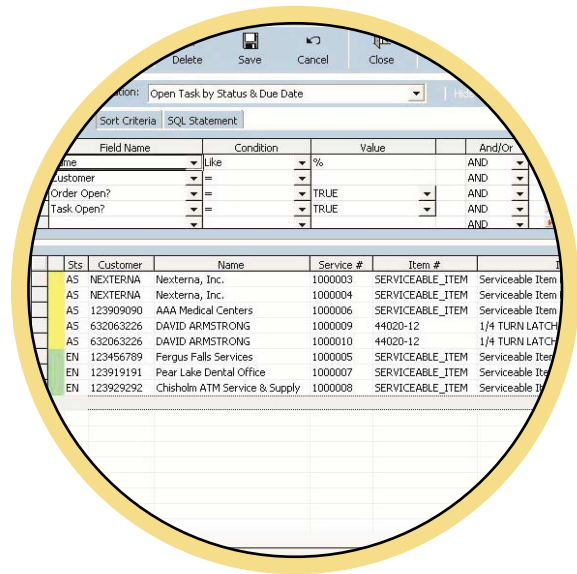 Delete Save Cancel Close
Open Task by Status & Due Date
Sort Criteria SQL Statement
Field Name Condition Value And/Or
Like % AND
Customer = AND
Order Open? = TRUE AND
Task Open? = TRUE AND
AND
Sts Customer Name Service # Item #
AS NEXTERNA Nexterna, Inc. 1000003 SERVICEABLE_ITEM Serviceable Item
AS NEXTERNA Nexterna, Inc. 1000004 SERVICEABLE_ITEM Serviceable Item
AS 123909090 AAA Medical Centers 1000006 SERVICEABLE_ITEM Serviceable Item
AS 632063226 DAVID ARMSTRONG 1000009 44020-12 1/4 TURN LATCH
AS 632063226 DAVID ARMSTRONG 1000010 44020-12 1/4 TURN LATCH
EN 123456789 Fergus Falls Services 1000005 SERVICEABLE_ITEM Serviceable Item
EN 123919191 Pear Lake Dental Office 1000007 SERVICEABLE_ITEM Serviceable
EN 123929292 Chisholm ATM Service & Supply 1000008 SERVICEABLE_ITEM Serviceable